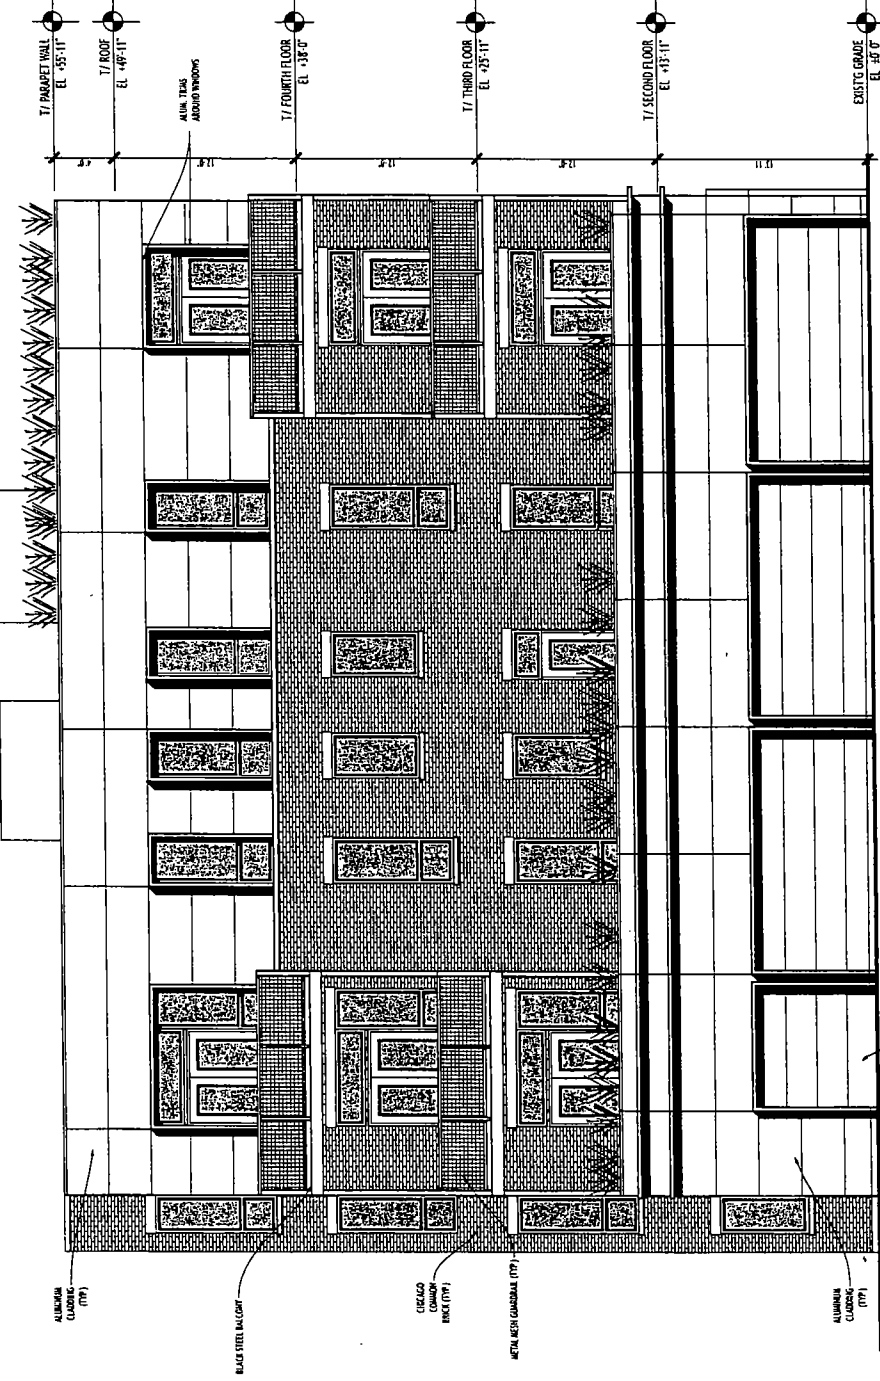 T/ PARAPET WALL
EL +55'-11"
T/ ROOF
EL +49'-11"
ALUM. TRIMS
AROUND WINDOWS
T/ FOURTH FLOOR
EL +38'-0"
T/ THIRD FLOOR
EL +25'-11"
T/ SECOND FLOOR
EL +13'-11"
EXIST'G GRADE
EL ±0'0"
ALUMINUM
CLADDING
(TYP)
BLACK STEEL BALCONY
CHICAGO
COMMON
BRICK (TYP)
METAL MESH GUARDRAIL (TYP)
ALUMINUM
CLADDING
(TYP)